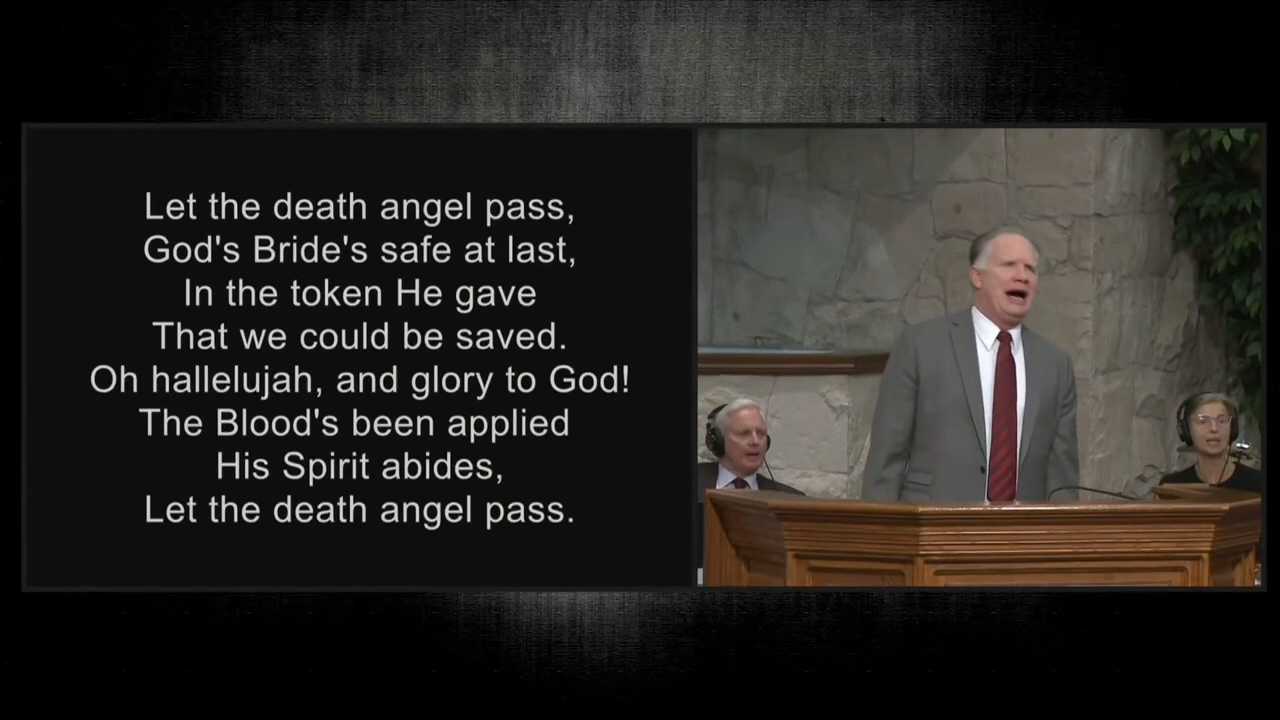 Let the death angel pass,
God's Bride's safe at last,
In the token He gave
That we could be saved.
Oh hallelujah, and glory to God!
The Blood's been applied
His Spirit abides,
Let the death angel pass.